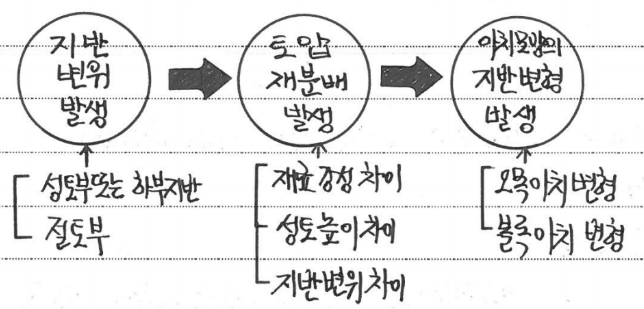 지반
변위
발생
토압
재분배
발생
아치모양의
지반변형
발생
성토부또는 하부지반
절토부
재료강성 차이
성토높이차이
지반변위 차이
오목아치변형
볼록아치 변형